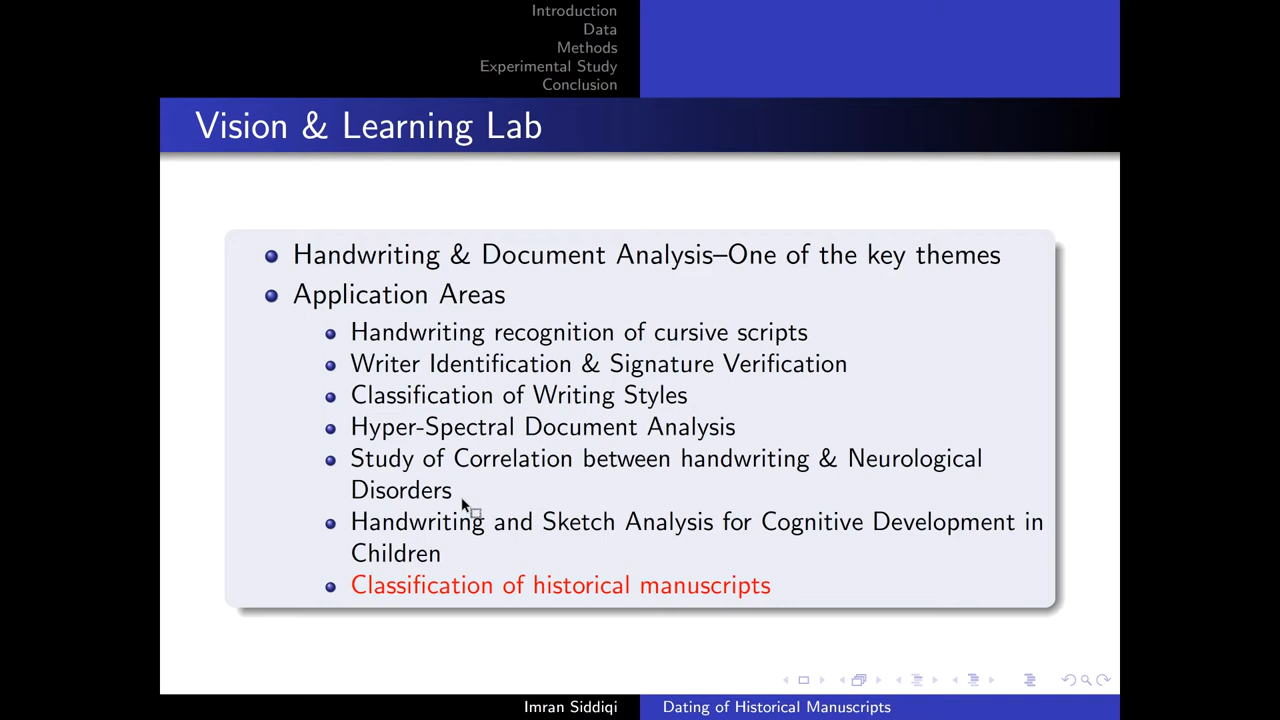 Introduction
Data
Methods
Experimental Study
Conclusion
Vision & Learning Lab
Handwriting & Document Analysis–One of the key themes
Application Areas
Handwriting recognition of cursive scripts
Writer Identification & Signature Verification
Classification of Writing Styles
Hyper-Spectral Document Analysis
Study of Correlation between handwriting & Neurological
Disorders
Handwriting and Sketch Analysis for Cognitive Development in
Children
Classification of historical manuscripts
Imran Siddiqi
Dating of Historical Manuscripts